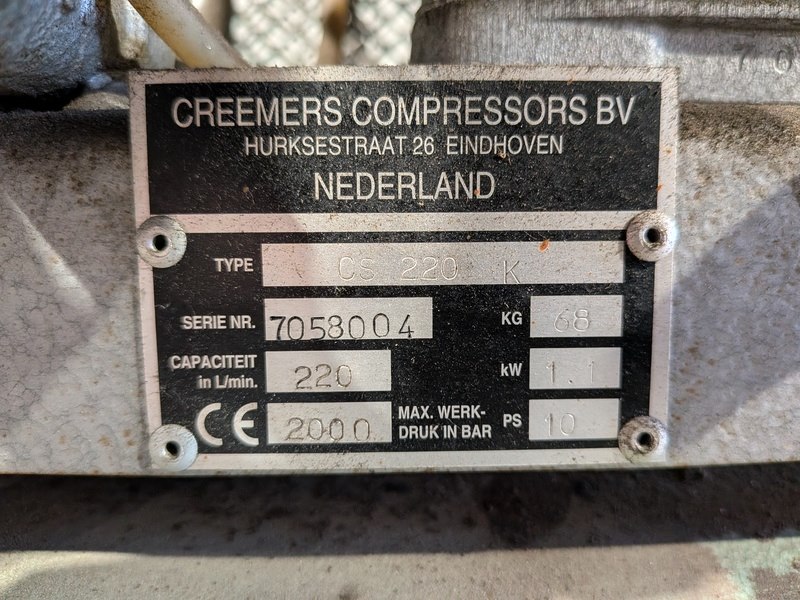 CREEMERS COMPRESSORS BV
HURKSESTRAAT 26 EINDHOVEN
NEDERLAND
TYPE CS 220 K
SERIE NR. 7058004 KG 68
CAPACITEIT
in L/min. 220 kW 1.1
CE 2000 MAX. WERK-
DRUK IN BAR PS 10